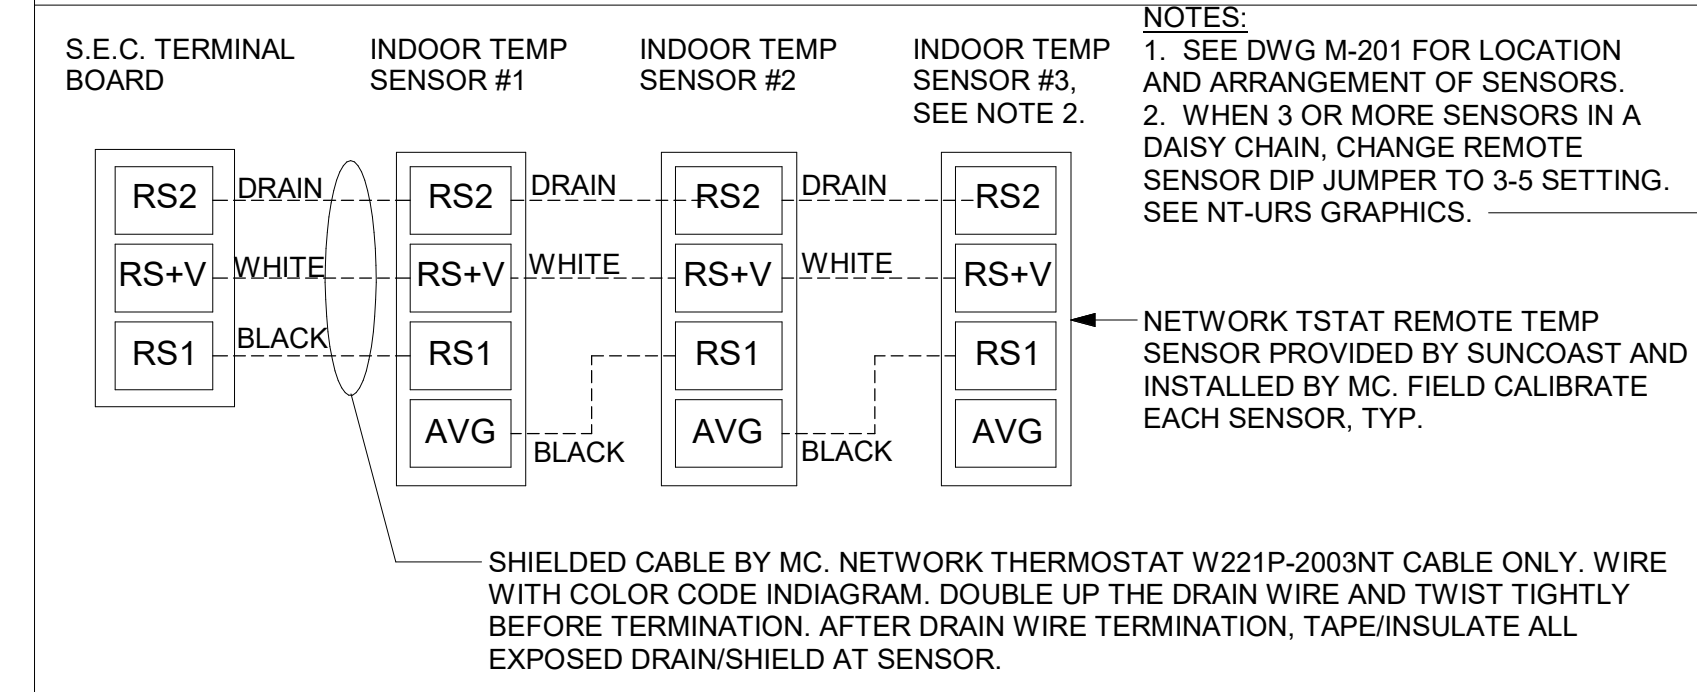 S.E.C. TERMINAL
BOARD
INDOOR TEMP
SENSOR #1
INDOOR TEMP
SENSOR #2
INDOOR TEMP
SENSOR #3,
SEE NOTE 2.
NOTES:
1. SEE DWG M-201 FOR LOCATION
AND ARRANGEMENT OF SENSORS.
2. WHEN 3 OR MORE SENSORS IN A
DAISY CHAIN, CHANGE REMOTE
SENSOR DIP JUMPER TO 3-5 SETTING.
SEE NT-URS GRAPHICS.
RS2 DRAIN RS2 DRAIN RS2 DRAIN RS2
RS+V WHITE RS+V WHITE RS+V WHITE RS+V
RS1 BLACK RS1 RS1 RS1
AVG BLACK AVG BLACK AVG
NETWORK TSTAT REMOTE TEMP
SENSOR PROVIDED BY SUNCOAST AND
INSTALLED BY MC. FIELD CALIBRATE
EACH SENSOR, TYP.
SHIELDED CABLE BY MC. NETWORK THERMOSTAT W221P-2003NT CABLE ONLY. WIRE
WITH COLOR CODE INDIAGRAM. DOUBLE UP THE DRAIN WIRE AND TWIST TIGHTLY
BEFORE TERMINATION. AFTER DRAIN WIRE TERMINATION, TAPE/INSULATE ALL
EXPOSED DRAIN/SHIELD AT SENSOR.